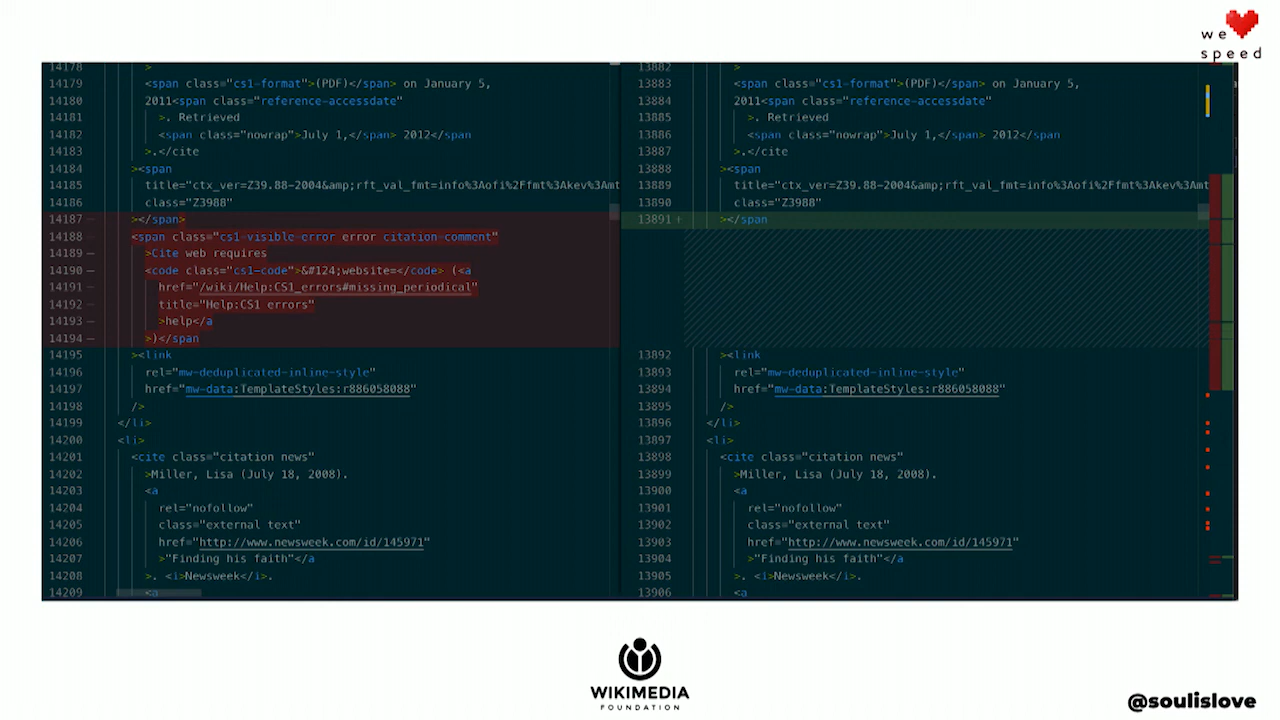 we
speed
14178 >
14179 <span class="cs1-format">(PDF)</span> on January 5,
14180 2011<span class="reference-accessdate"
14181 >. Retrieved
14182 <span class="nowrap">July 1,</span> 2012</span
14183 >.</cite
14184 ><span
14185 title="ctx_ver=Z39.88-2004&amp;rft_val_fmt=info%3Aofi%2Ffmt%3Akev%3Amt
14186 class="Z3988"
14187 — ></span>
14188 — <span class="cs1-visible-error error citation-comment"
14189 — >Cite web requires
14190 — <code class="cs1-code">&#124;website=</code> (<a
14191 — href="/wiki/Help:CS1_errors#missing_periodical"
14192 — title="Help:CS1 errors"
14193 — >help</a
14194 — >)</span
14195 ><link
14196 rel="mw-deduplicated-inline-style"
14197 href="mw-data:TemplateStyles:r886058088"
14198 />
14199 </li>
14200 <li>
14201 <cite class="citation news"
14202 >Miller, Lisa (July 18, 2008).
14203 <a
14204 rel="nofollow"
14205 class="external text"
14206 href="http://www.newsweek.com/id/145971"
14207 >"Finding his faith"</a
14208 >. <i>Newsweek</i>.
14209 <a
13882 >
13883 <span class="cs1-format">(PDF)</span> on January 5,
13884 2011<span class="reference-accessdate"
13885 >. Retrieved
13886 <span class="nowrap">July 1,</span> 2012</span
13887 >.</cite
13888 ><span
13889 title="ctx_ver=Z39.88-2004&amp;rft_val_fmt=info%3Aofi%2Ffmt%3Akev%3Amt
13890 class="Z3988"
13891 + ></span
13892 ><link
13893 rel="mw-deduplicated-inline-style"
13894 href="mw-data:TemplateStyles:r886058088"
13895 />
13896 </li>
13897 <li>
13898 <cite class="citation news"
13899 >Miller, Lisa (July 18, 2008).
13900 <a
13901 rel="nofollow"
13902 class="external text"
13903 href="http://www.newsweek.com/id/145971"
13904 >"Finding his faith"</a
13905 >. <i>Newsweek</i>.
13906 <a
WIKIMEDIA
FOUNDATION
@soulislove